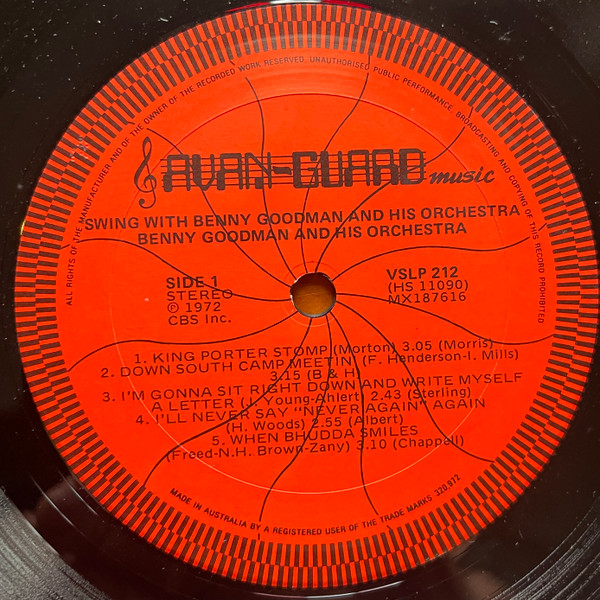 ALL RIGHTS OF THE MANUFACTURER AND OF THE OWNER OF THE RECORDED WORK RESERVED. UNAUTHORISED PUBLIC PERFORMANCE, BROADCASTING AND COPYING OF THIS RECORD PROHIBITED
AVAN-GUARD music
SWING WITH BENNY GOODMAN AND HIS ORCHESTRA
BENNY GOODMAN AND HIS ORCHESTRA
SIDE 1
STEREO
℗ 1972
CBS Inc.
VSLP 212
(HS 11090)
MX187616
1. KING PORTER STOMP (Morton) 3.05 (Morris)
2. DOWN SOUTH CAMP MEETIN' (F. Henderson-I. Mills)
3.15 (B & H)
3. I'M GONNA SIT RIGHT DOWN AND WRITE MYSELF
A LETTER (J. Young-Ahlert) 2.43 (Sterling)
4. I'LL NEVER SAY "NEVER AGAIN" AGAIN
(H. Woods) 2.55 (Albert)
5. WHEN BHUDDA SMILES
(Freed-N.H. Brown-Zany) 3.10 (Chappell)
MADE IN AUSTRALIA BY A REGISTERED USER OF THE TRADE MARKS 320,972